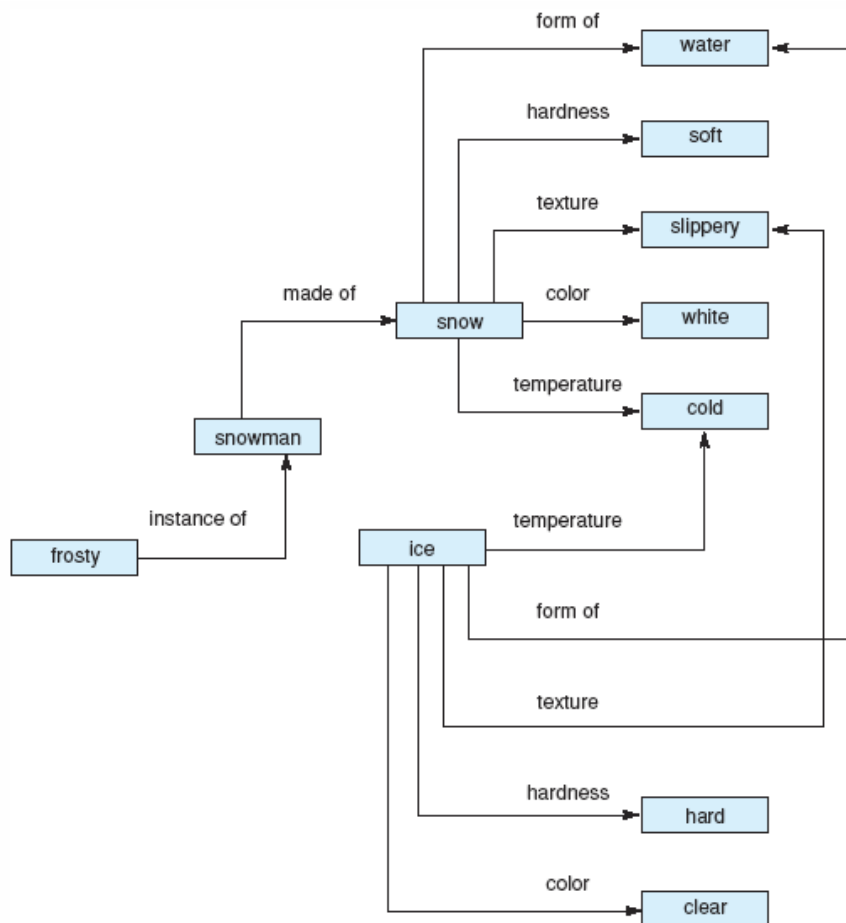 form of
water
hardness
soft
texture
slippery
made of
color
snow
white
temperature
cold
snowman
instance of
temperature
frosty
ice
form of
texture
hardness
hard
color
clear